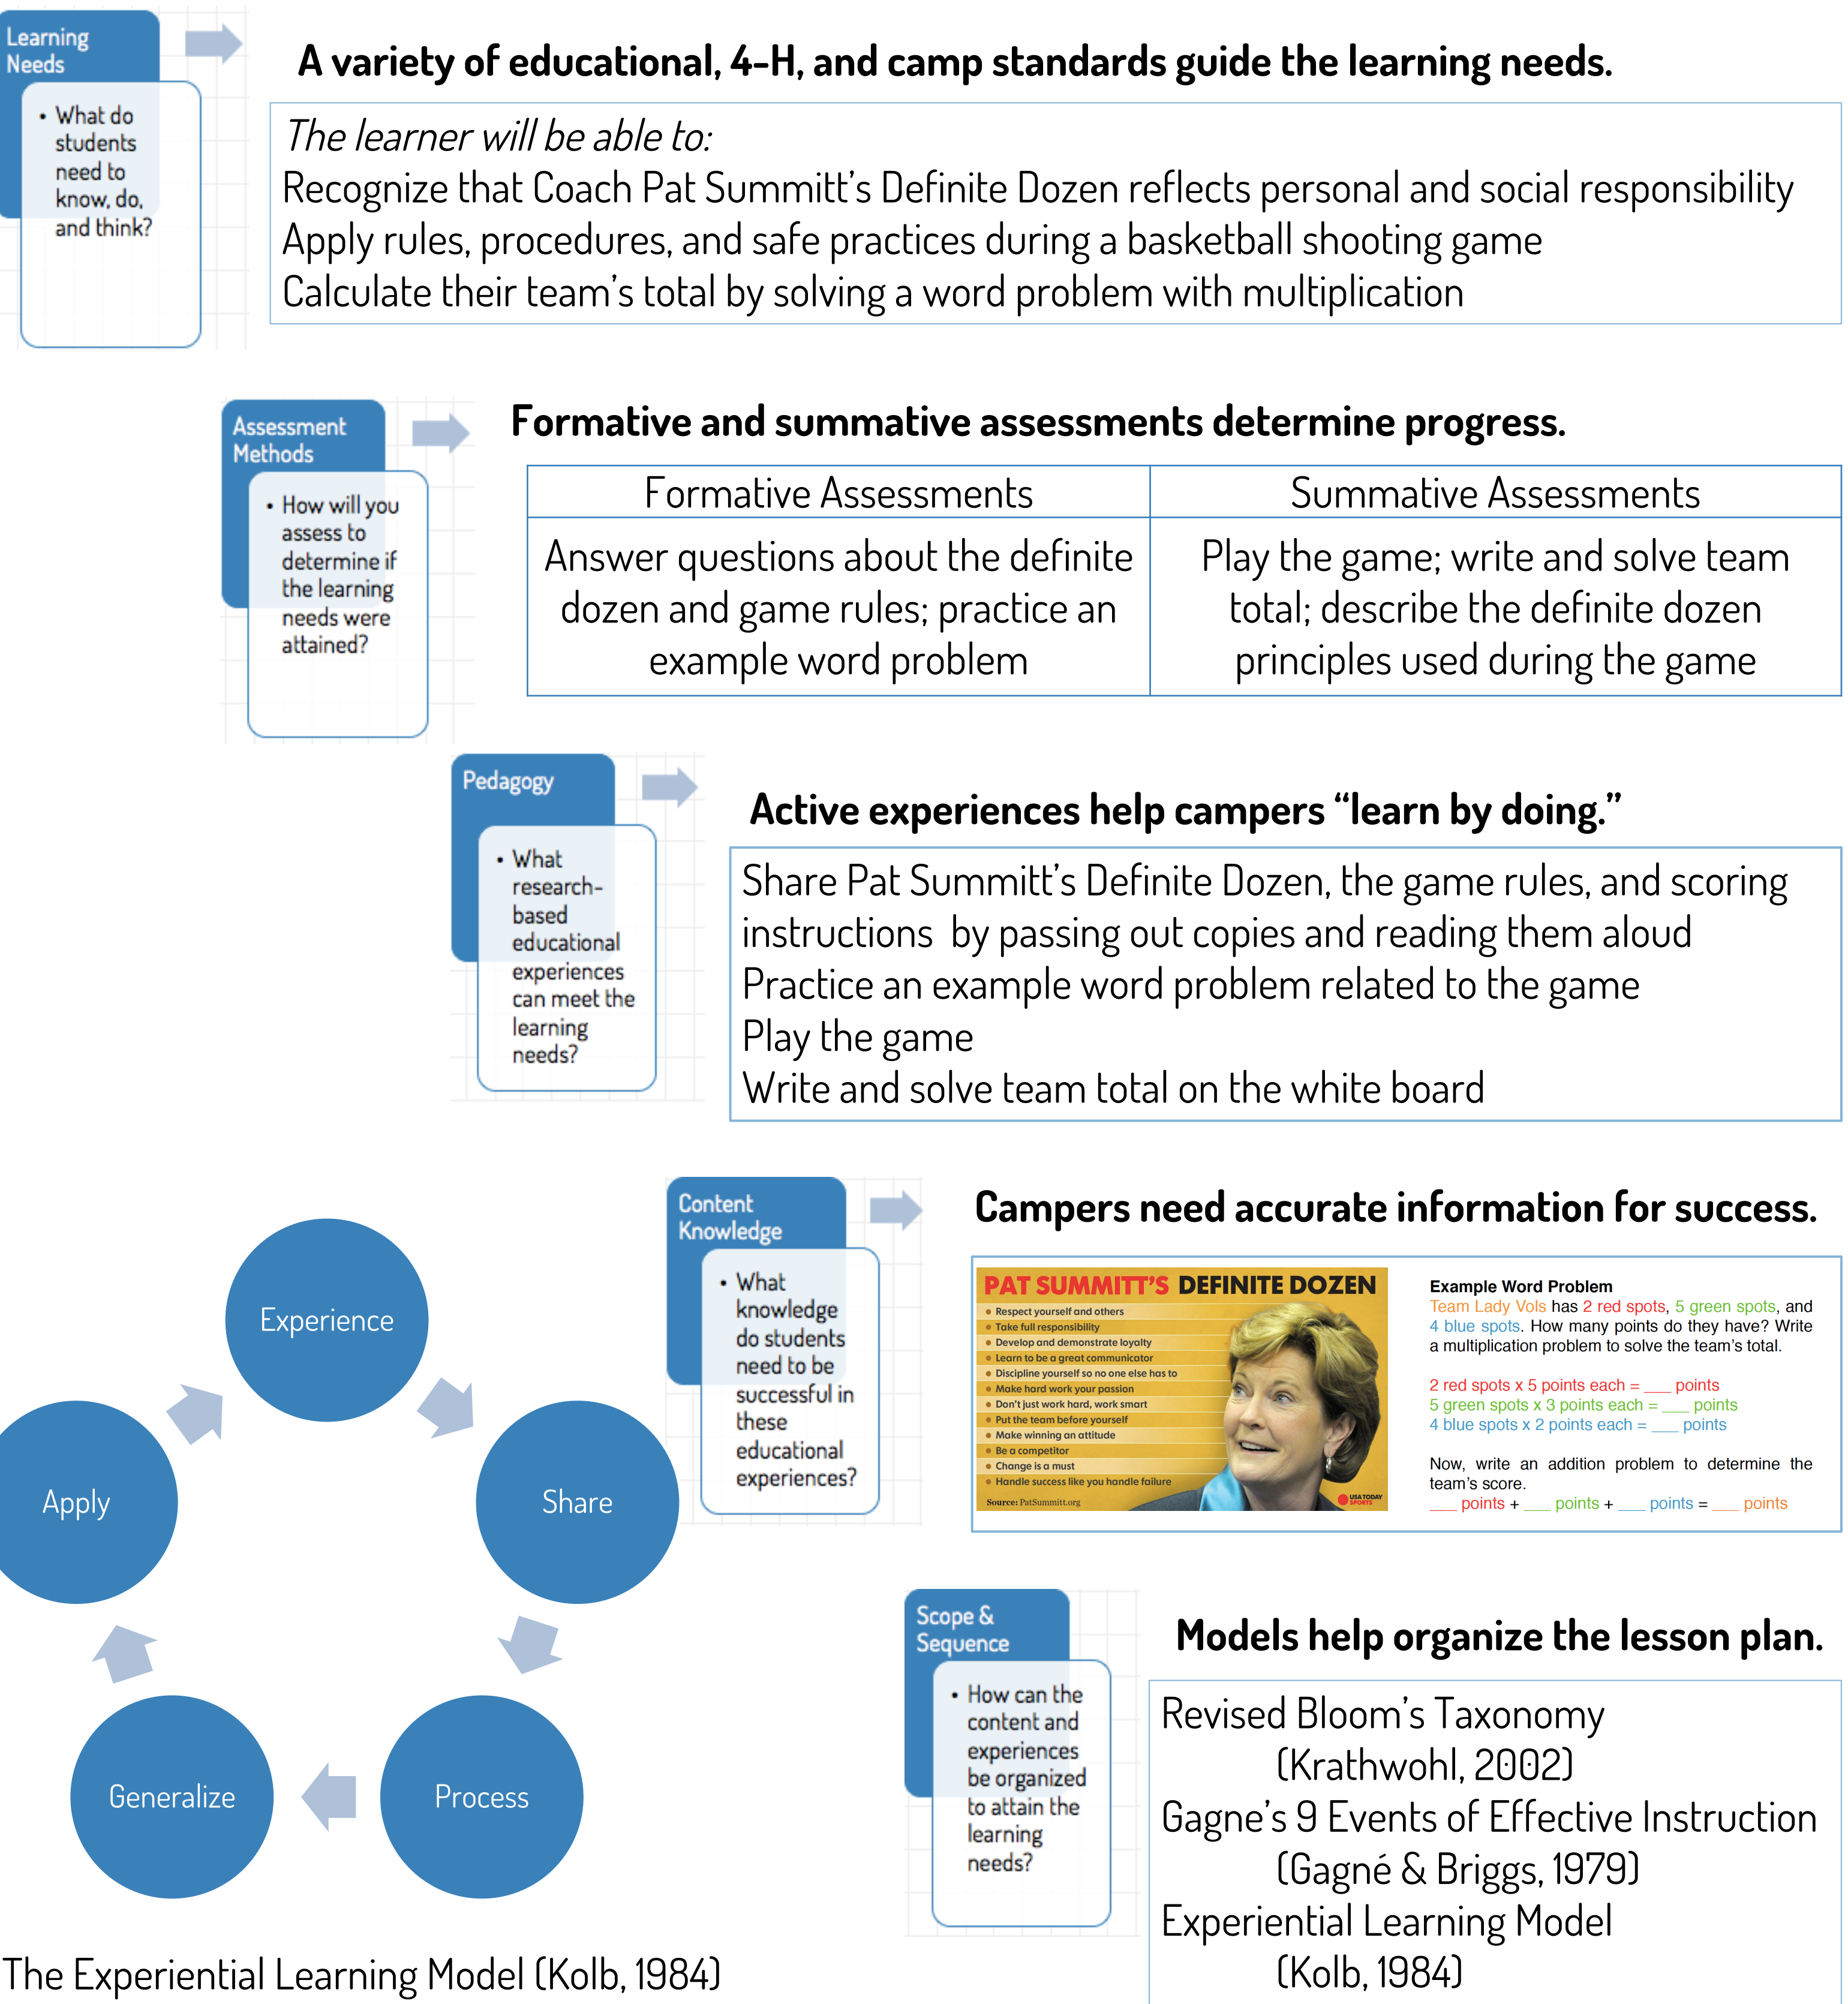 Learning
Needs
• What do
students
need to
know, do,
and think?
A variety of educational, 4-H, and camp standards guide the learning needs.
The learner will be able to:
Recognize that Coach Pat Summitt's Definite Dozen reflects personal and social responsibility
Apply rules, procedures, and safe practices during a basketball shooting game
Calculate their team's total by solving a word problem with multiplication
Assessment
Methods
• How will you
assess to
determine if
the learning
needs were
attained?
Formative and summative assessments determine progress.
Formative Assessments
Answer questions about the definite
dozen and game rules; practice an
example word problem
Summative Assessments
Play the game; write and solve team
total; describe the definite dozen
principles used during the game
Pedagogy
• What
research-
based
educational
experiences
can meet the
learning
needs?
Active experiences help campers “learn by doing.”
Share Pat Summitt's Definite Dozen, the game rules, and scoring
instructions by passing out copies and reading them aloud
Practice an example word problem related to the game
Play the game
Write and solve team total on the white board
Content
Knowledge
• What
knowledge
do students
need to be
successful in
these
educational
experiences?
Campers need accurate information for success.
PAT SUMMITT'S DEFINITE DOZEN
• Respect yourself and others
• Take full responsibility
• Develop and demonstrate loyalty
• Learn to be a great communicator
• Discipline yourself so no one else has to
• Make hard work your passion
• Don't just work hard, work smart
• Put the team before yourself
• Make winning an attitude
• Be a competitor
• Change is a must
• Handle success like you handle failure
Source: PatSummitt.org
USA TODAY
SPORTS
Example Word Problem
Team Lady Vols has 2 red spots, 5 green spots, and
4 blue spots. How many points do they have? Write
a multiplication problem to solve the team's total.
2 red spots x 5 points each = ___ points
5 green spots x 3 points each = ___ points
4 blue spots x 2 points each = ___ points
Now, write an addition problem to determine the
team's score.
___ points + ___ points + ___ points = ___ points
Experience
Share
Process
Generalize
Apply
The Experiential Learning Model (Kolb, 1984)
Scope &
Sequence
• How can the
content and
experiences
be organized
to attain the
learning
needs?
Models help organize the lesson plan.
Revised Bloom's Taxonomy
(Krathwohl, 2002)
Gagne's 9 Events of Effective Instruction
(Gagné & Briggs, 1979)
Experiential Learning Model
(Kolb, 1984)